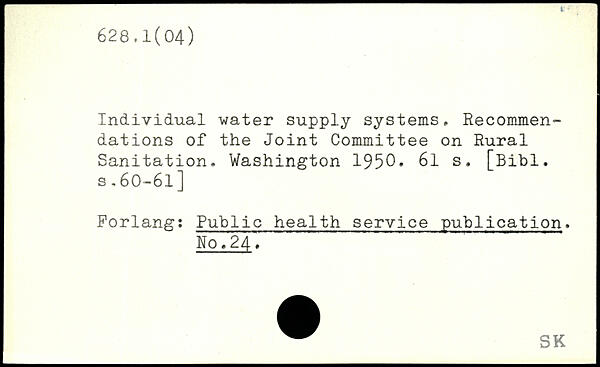 628.1(04)
Individual water supply systems. Recommen-
dations of the Joint Committee on Rural
Sanitation. Washington 1950. 61 s. [Bibl.
s.60-61]
Forlang: Public health service publication.
No.24.
SK